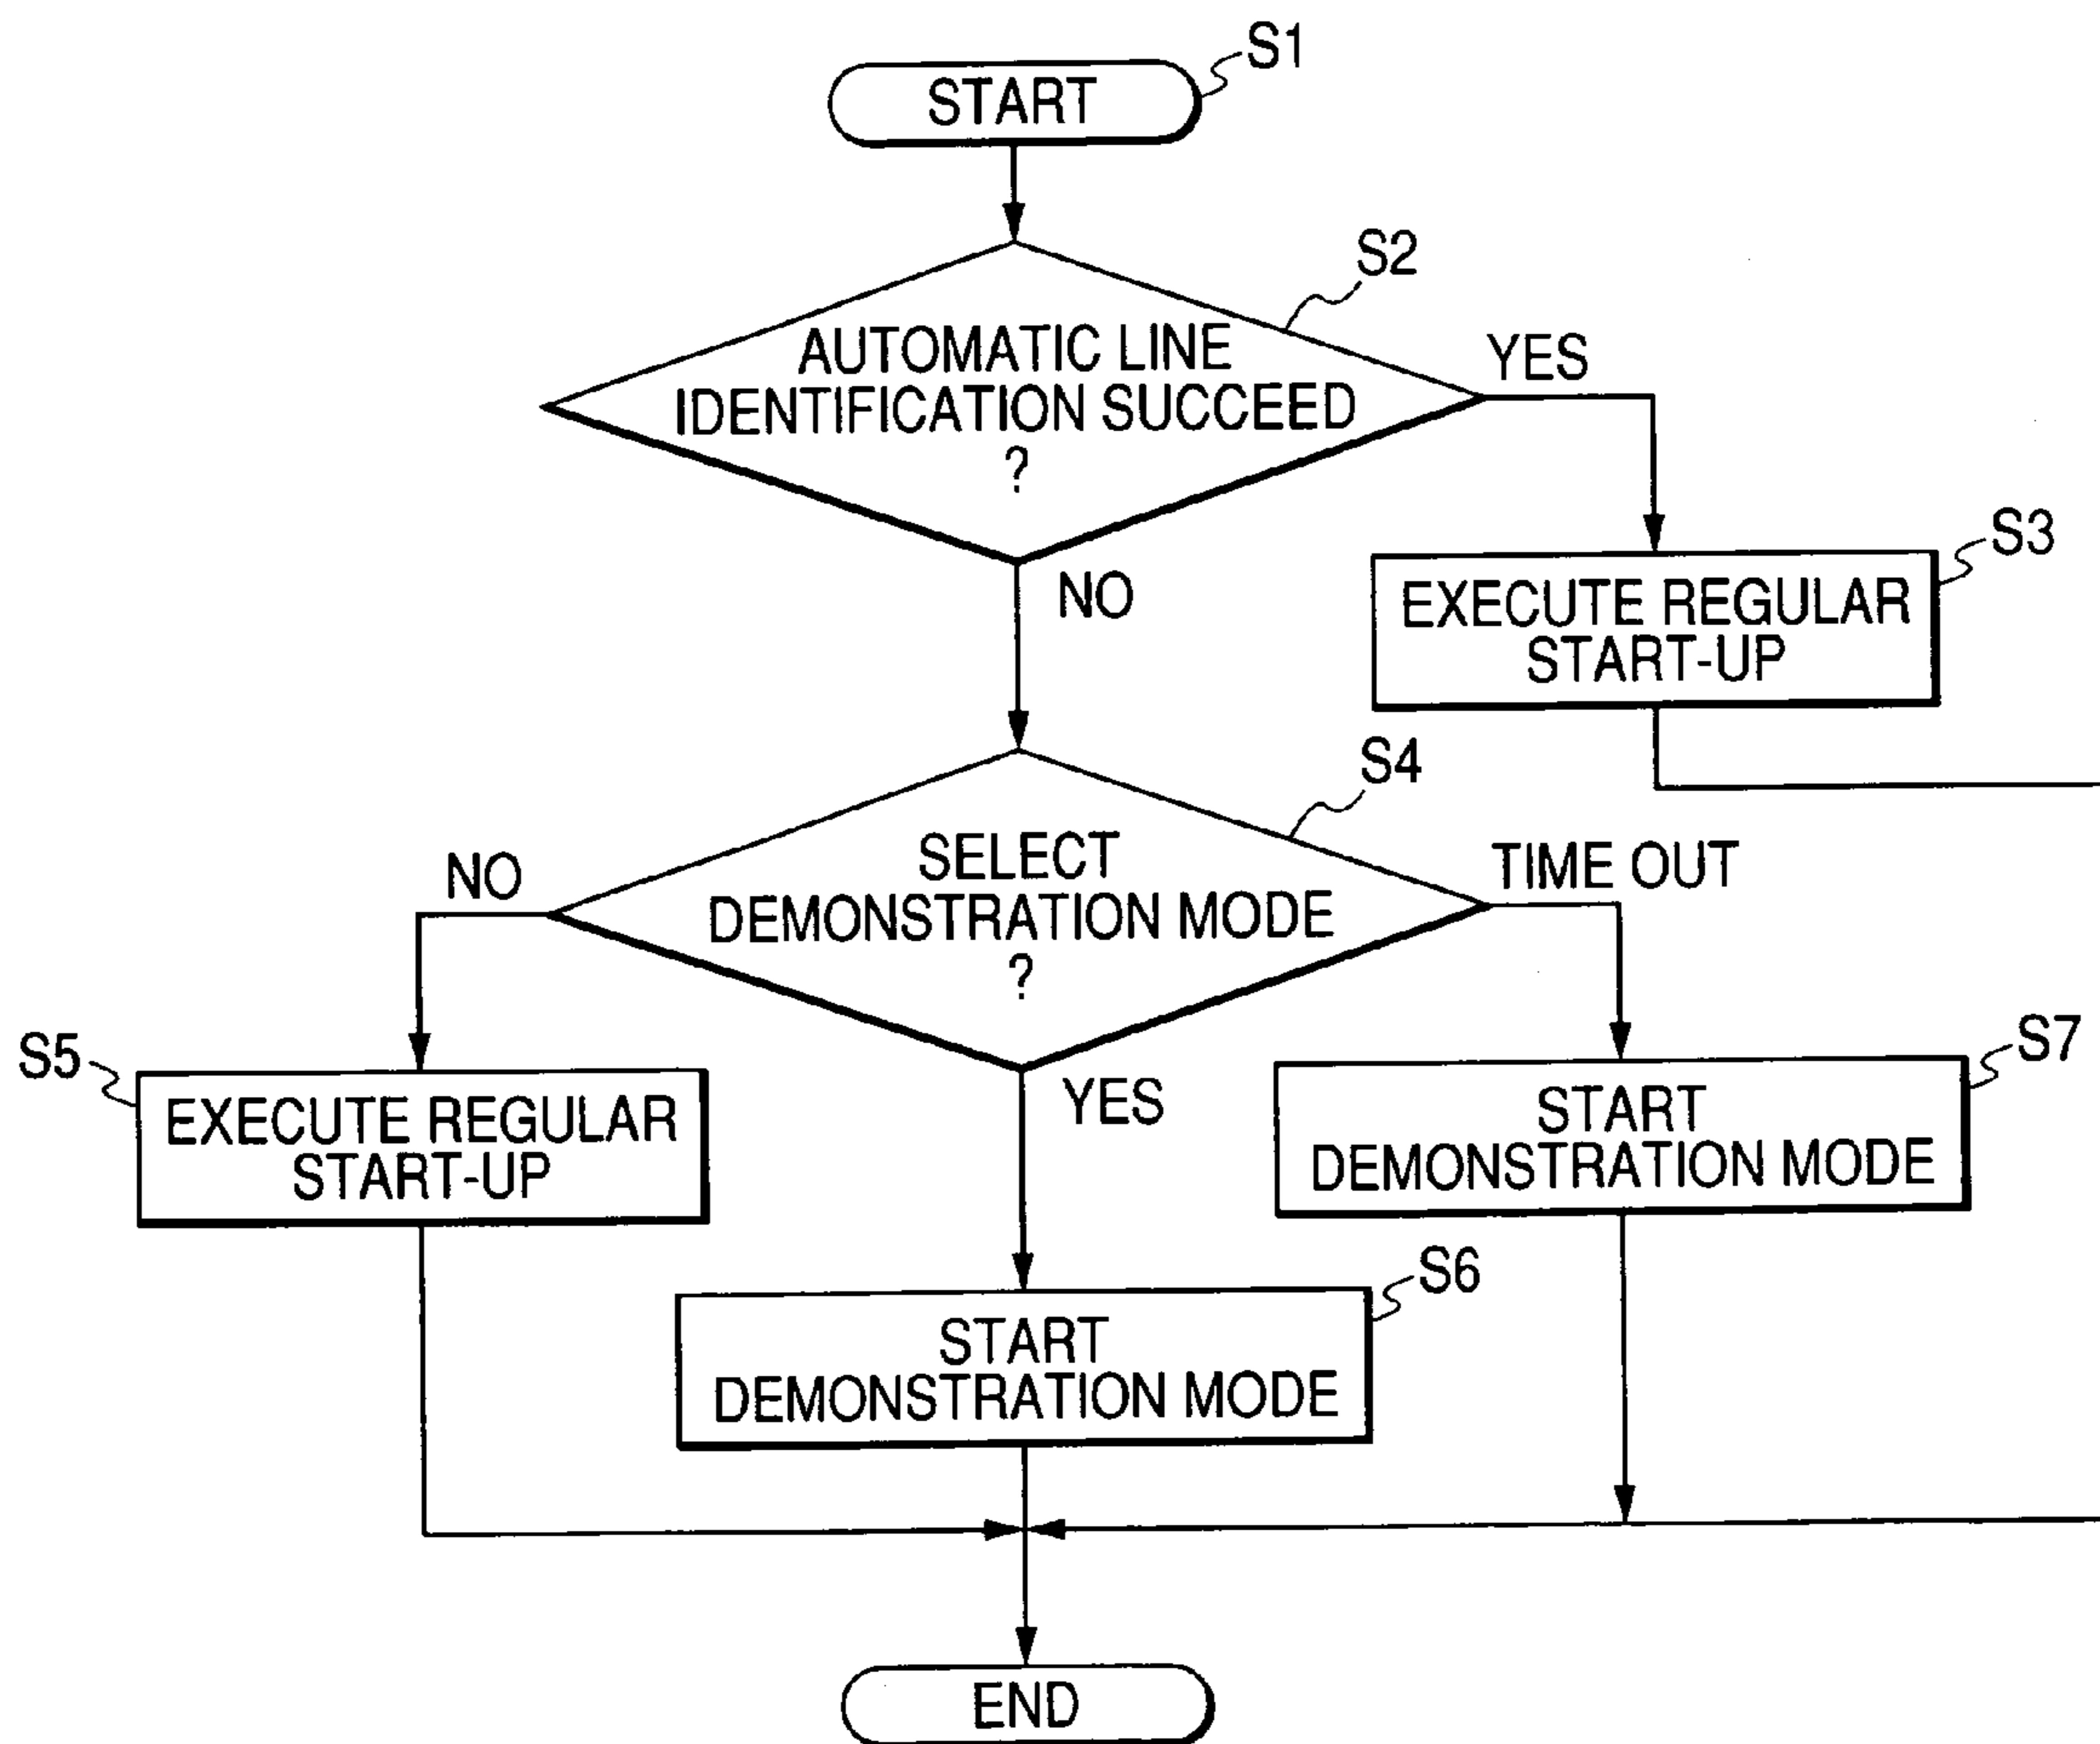 START
S1
S2
AUTOMATIC LINE
IDENTIFICATION SUCCEED
?
YES
NO
S3
EXECUTE REGULAR
START-UP
S4
SELECT
DEMONSTRATION MODE
?
NO
TIME OUT
YES
S5
EXECUTE REGULAR
START-UP
S7
START
DEMONSTRATION MODE
S6
START
DEMONSTRATION MODE
END